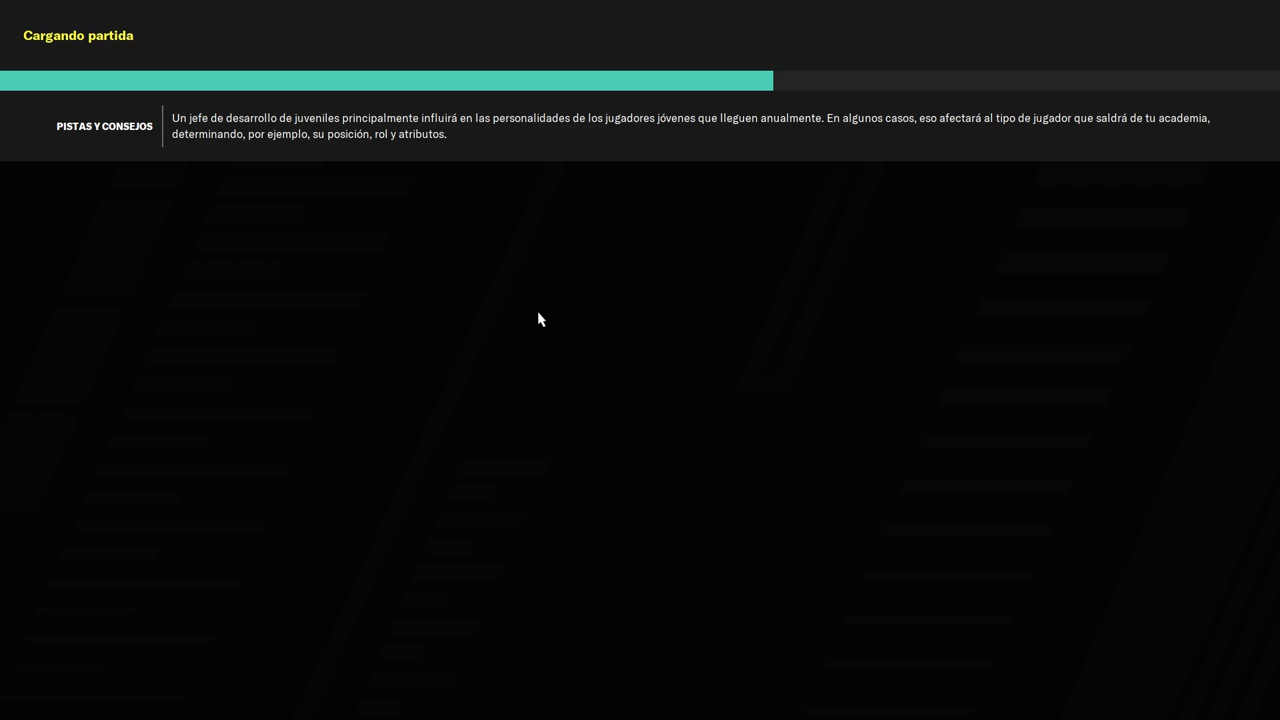 Cargando partida
PISTAS Y CONSEJOS
Un jefe de desarrollo de juveniles principalmente influirá en las personalidades de los jugadores jóvenes que lleguen anualmente. En algunos casos, eso afectará al tipo de jugador que saldrá de tu academia,
determinando, por ejemplo, su posición, rol y atributos.